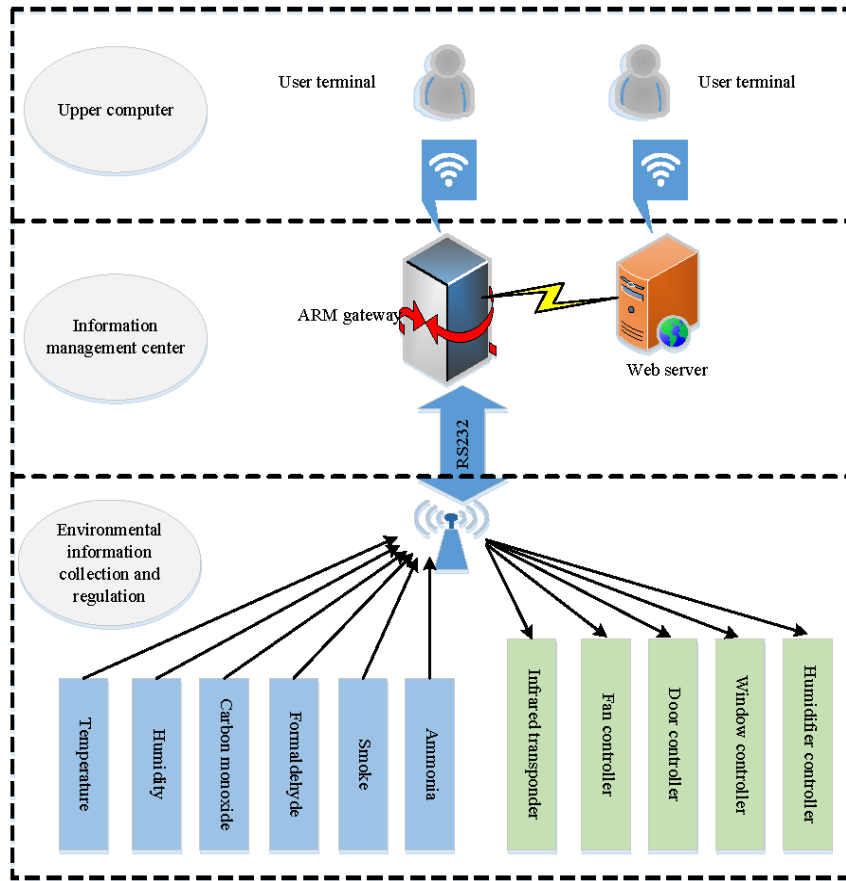 User terminal
User terminal
Upper computer
ARM gateway
Information
management center
Web server
RS232
Environmental
information
collection and
regulation
Temperature
Humidity
Carbon monoxide
Formaldehyde
Smoke
Ammonia
Infrared transponder
Fan controller
Door controller
Window controller
Humidifier controller